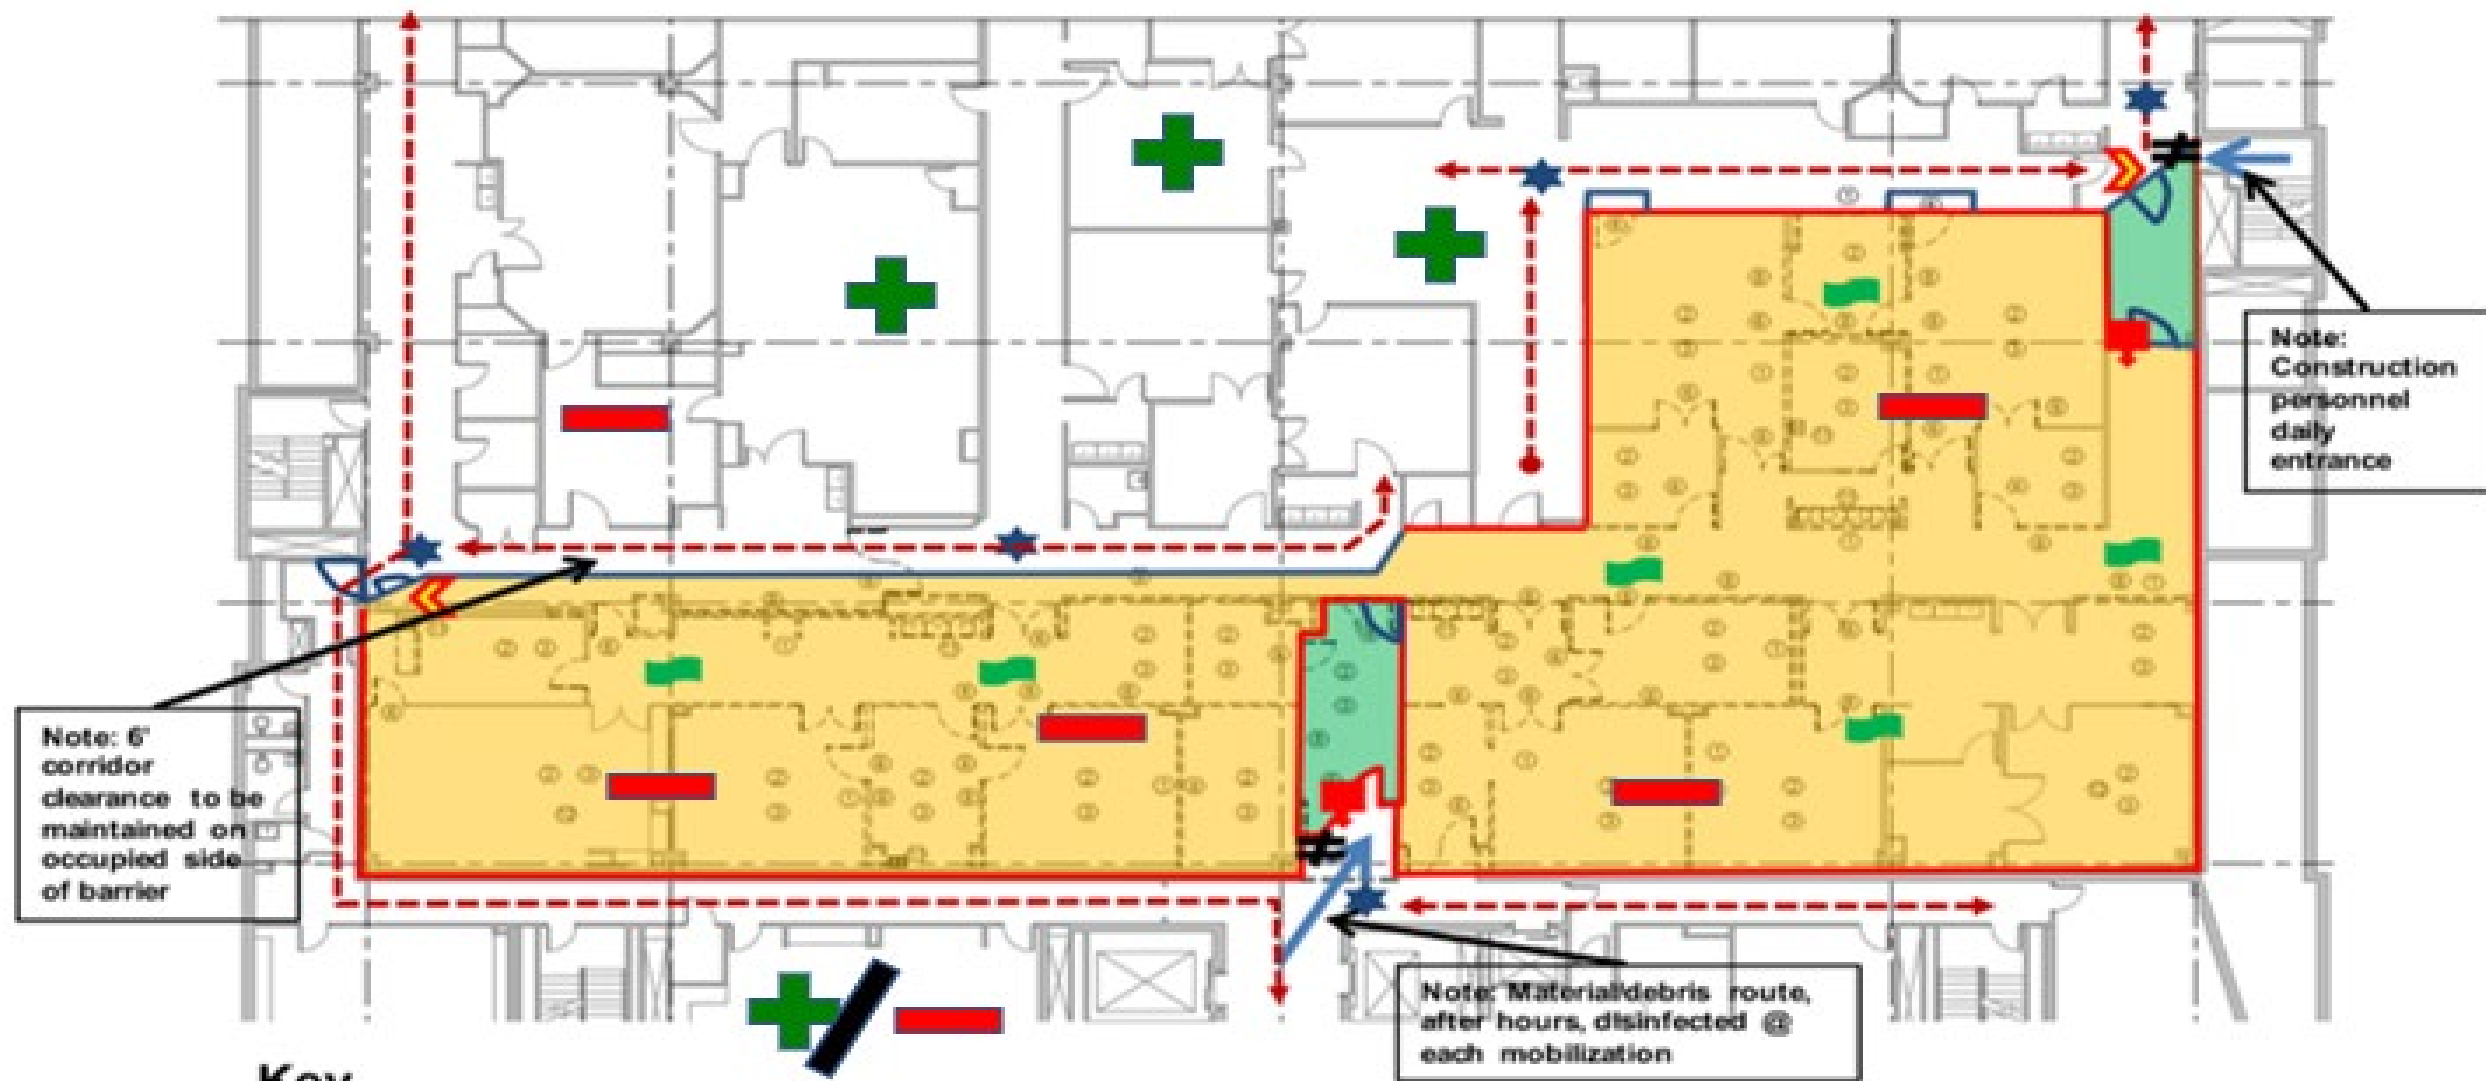 Note:
Construction
personnel
daily
entrance
Note: 6'
corridor
clearance to be
maintained on
occupied side
of barrier
Note: Material/debris route,
after hours, disinfected @
each mobilization
Key